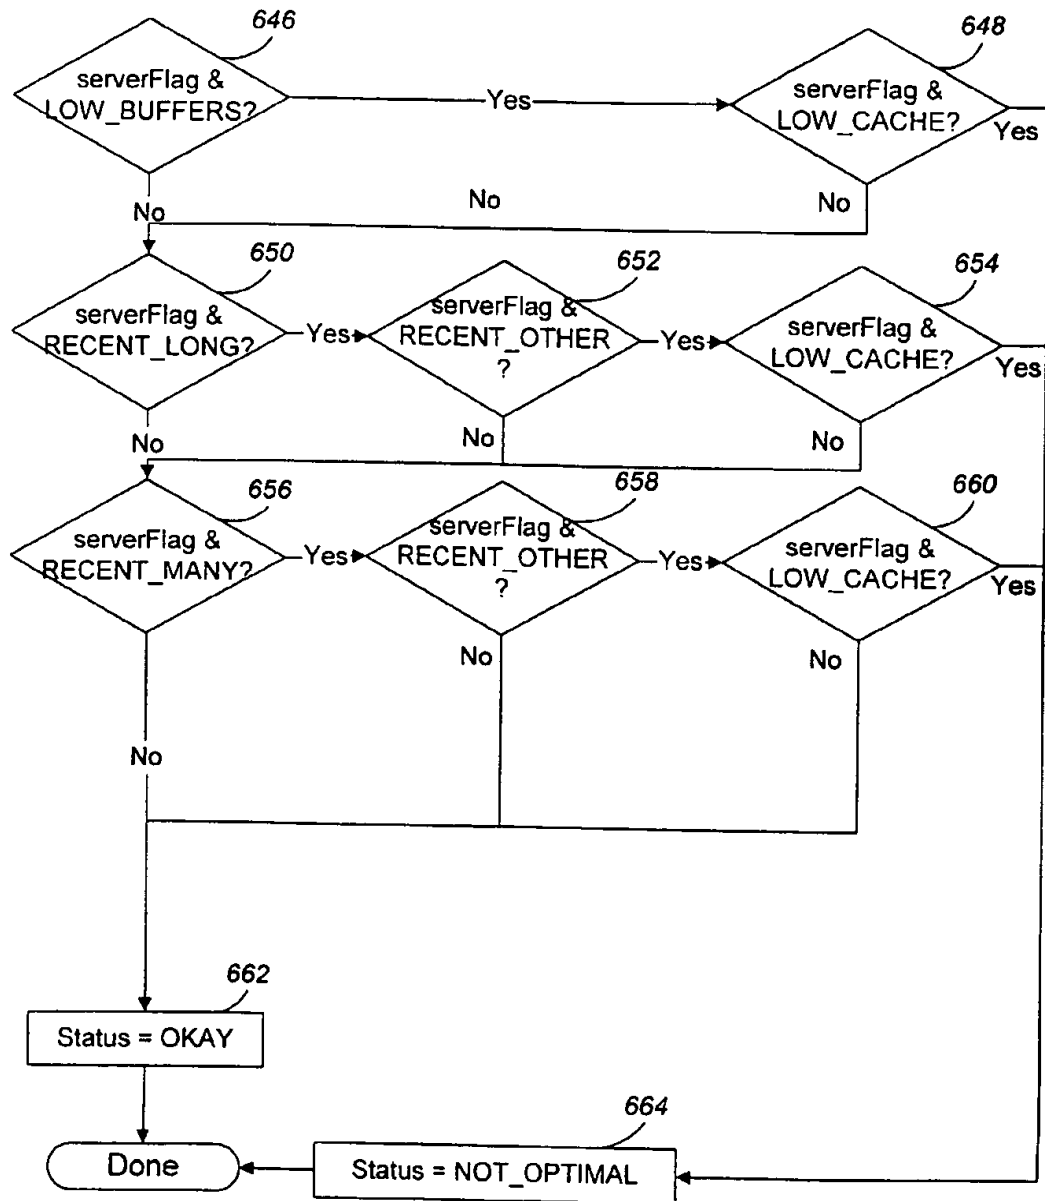 646
648
serverFlag &
LOW_BUFFERS?
Yes
serverFlag &
LOW_CACHE?
Yes
No
No
No
650
652
654
serverFlag &
RECENT_LONG?
Yes
serverFlag &
RECENT_OTHER
?
Yes
serverFlag &
LOW_CACHE?
Yes
No
No
No
656
658
660
serverFlag &
RECENT_MANY?
Yes
serverFlag &
RECENT_OTHER
?
Yes
serverFlag &
LOW_CACHE?
Yes
No
No
No
662
Status = OKAY
664
Done
Status = NOT_OPTIMAL